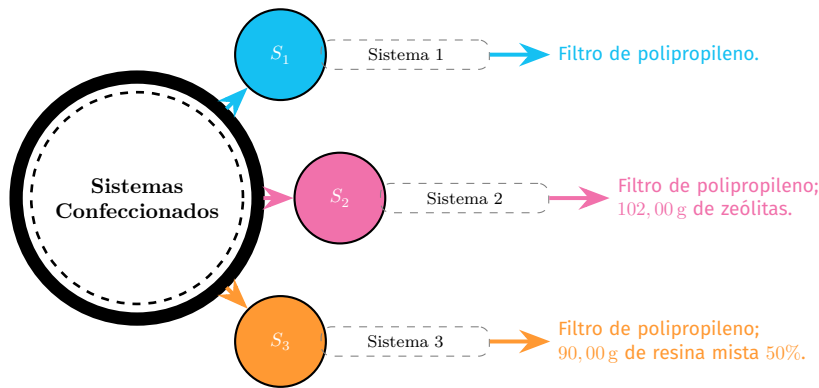 S1
Sistema 1
Filtro de polipropileno.
Sistemas
Confeccionados
S2
Sistema 2
Filtro de polipropileno;
102,00 g de zeólitas.
S3
Sistema 3
Filtro de polipropileno;
90,00 g de resina mista 50%.